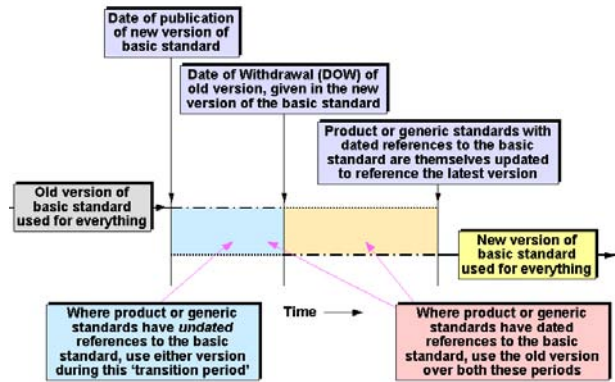 Date of publication
of new version of
basic standard
Date of Withdrawal (DOW) of
old version, given in the new
version of the basic standard
Product or generic standards with
dated references to the basic
standard are themselves updated
to reference the latest version
Old version of
basic standard
used for everything
New version of
basic standard
used for everything
Where product or generic
standards have undated
references to the basic
standard, use either version
during this ‘transition period’
Time
Where product or generic
standards have dated
references to the basic
standard, use the old version
over both these periods